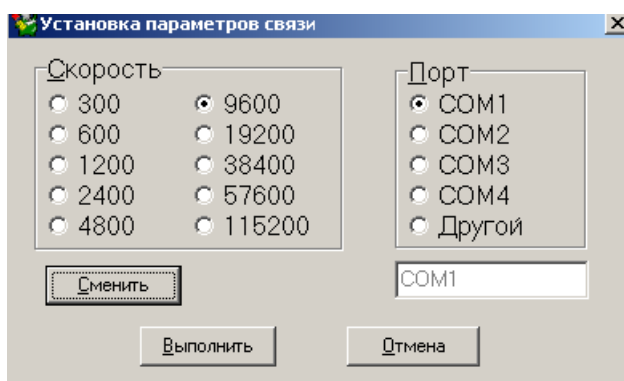 Установка параметров связи
Скорость Порт
300 9600 COM1
600 19200 COM2
1200 38400 COM3
2400 57600 COM4
4800 115200 Другой
Сменить COM1
Выполнить Отмена